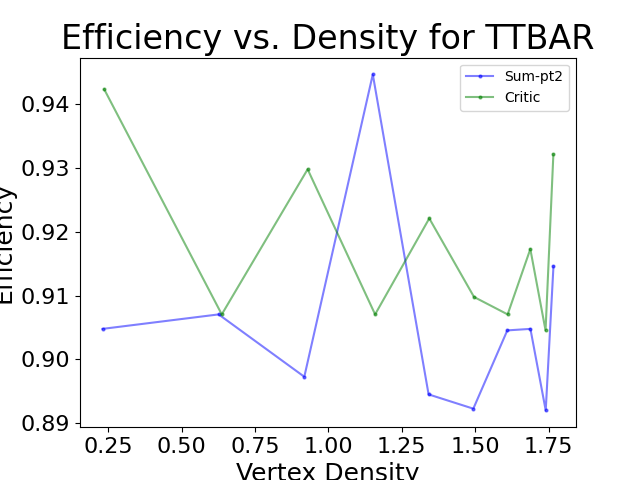 Efficiency vs. Density for TTBAR
Sum-pt2
Critic
Efficiency
0.94
0.93
0.92
0.91
0.90
0.89
0.25 0.50 0.75 1.00 1.25 1.50 1.75
Vertex Density